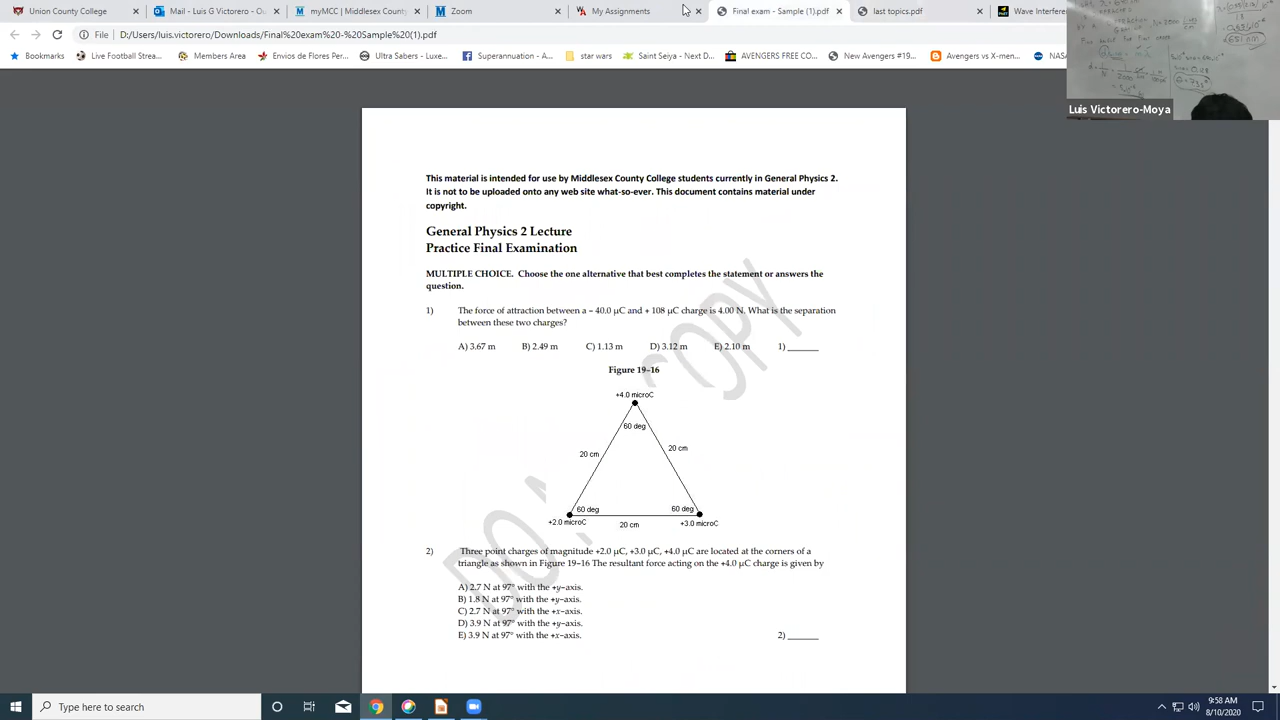 Union County College
Mail - Luis G Victorero - O
myMCC | Middlesex County
Zoom
My Assignments
Final exam - Sample (1).pdf
last topics.pdf
Wave Interferen
File
D:/Users/luis.victorero/Downloads/Final%20exam%20-%20Sample%20(1).pdf
Bookmarks
Live Football Strea...
Members Area
Envios de Flores Per...
Superannuation - A...
star wars
Saint Seiya - Next D...
AVENGERS FREE CO...
New Avengers #19...
Avengers vs X-men...
Luis Victorero-Moya
This material is intended for use by Middlesex County College students currently in General Physics 2.
It is not to be uploaded onto any web site what-so-ever. This document contains material under
copyright.
General Physics 2 Lecture
Practice Final Examination
MULTIPLE CHOICE. Choose the one alternative that best completes the statement or answers the
question.
1) The force of attraction between a – 40.0 μC and + 108 μC charge is 4.00 N. What is the separation
between these two charges?
A) 3.67 m B) 2.49 m C) 1.13 m D) 3.12 m E) 2.10 m 1) ______
Figure 19–16
+4.0 microC
60 deg
20 cm
20 cm
60 deg
60 deg
+2.0 microC
20 cm
+3.0 microC
2) Three point charges of magnitude +2.0 μC, +3.0 μC, +4.0 μC are located at the corners of a
triangle as shown in Figure 19–16 The resultant force acting on the +4.0 μC charge is given by
A) 2.7 N at 97° with the +y–axis.
B) 1.8 N at 97° with the +y–axis.
C) 2.7 N at 97° with the +x–axis.
D) 3.9 N at 97° with the +y–axis.
E) 3.9 N at 97° with the +x–axis. 2) ______
DO NOT COPY
Type here to search
9:58 AM
8/10/2020